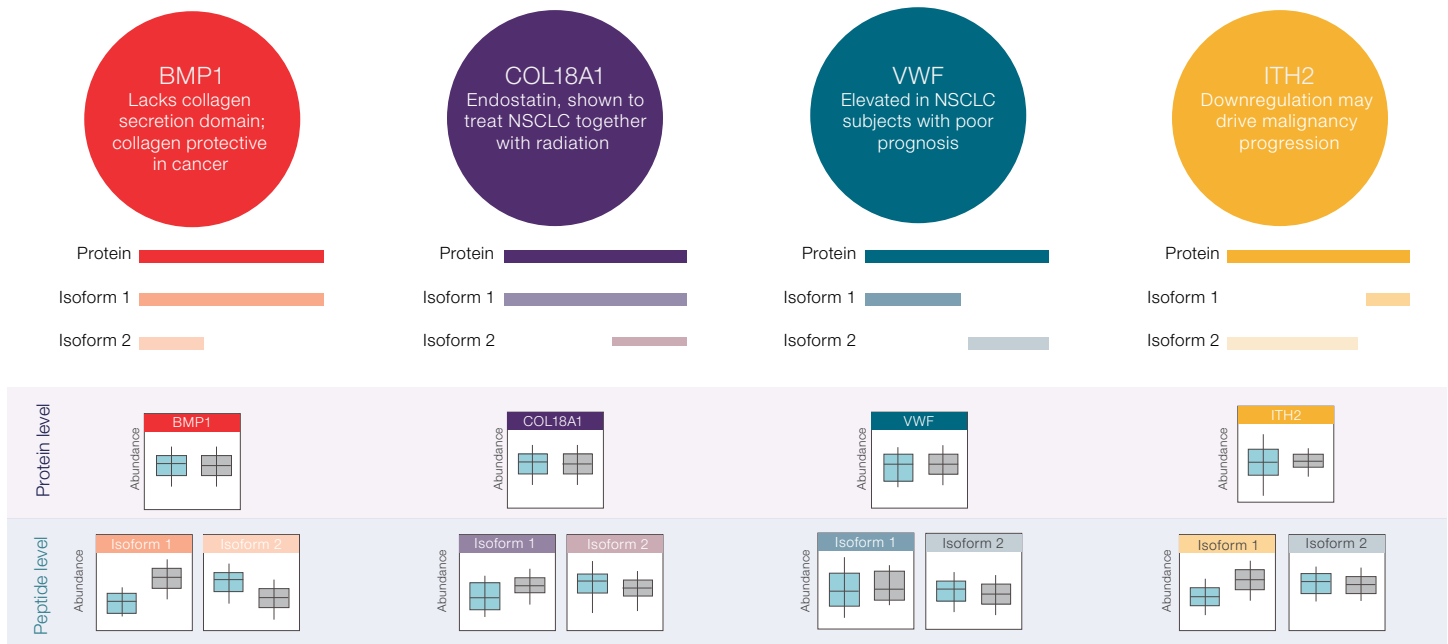 BMP1
Lacks collagen
secretion domain;
collagen protective
in cancer
COL18A1
Endostatin, shown to
treat NSCLC together
with radiation
VWF
Elevated in NSCLC
subjects with poor
prognosis
ITH2
Downregulation may
drive malignancy
progression
Protein
Isoform 1
Isoform 2
Protein
Isoform 1
Isoform 2
Protein
Isoform 1
Isoform 2
Protein
Isoform 1
Isoform 2
Protein level
Abundance
BMP1
Abundance
COL18A1
Abundance
VWF
Abundance
ITH2
Peptide level
Abundance
Isoform 1
Isoform 2
Abundance
Isoform 1
Isoform 2
Abundance
Isoform 1
Isoform 2
Abundance
Isoform 1
Isoform 2